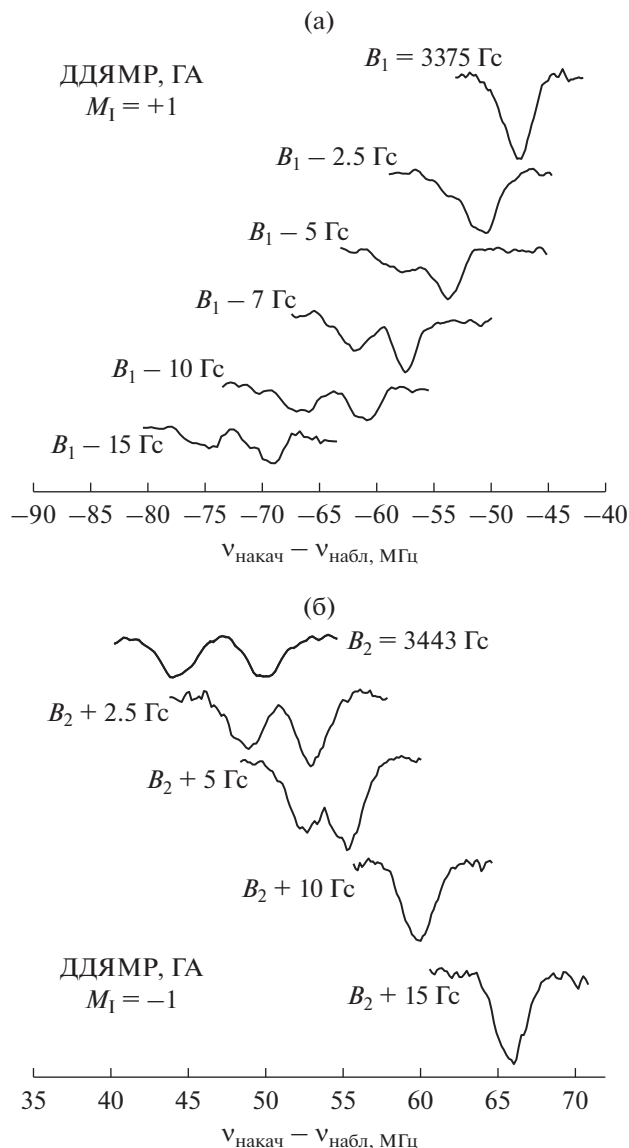 (а)
ДДЯМР, ГА
M_I = +1
B_1 = 3375 Гс
B_1 – 2.5 Гс
B_1 – 5 Гс
B_1 – 7 Гс
B_1 – 10 Гс
B_1 – 15 Гс
–90 –85 –80 –75 –70 –65 –60 –55 –50 –45 –40
ν_накач – ν_набл, МГц
(б)
B_2 = 3443 Гс
B_2 + 2.5 Гс
B_2 + 5 Гс
B_2 + 10 Гс
ДДЯМР, ГА
M_I = –1
B_2 + 15 Гс
35 40 45 50 55 60 65 70
ν_накач – ν_набл, МГц